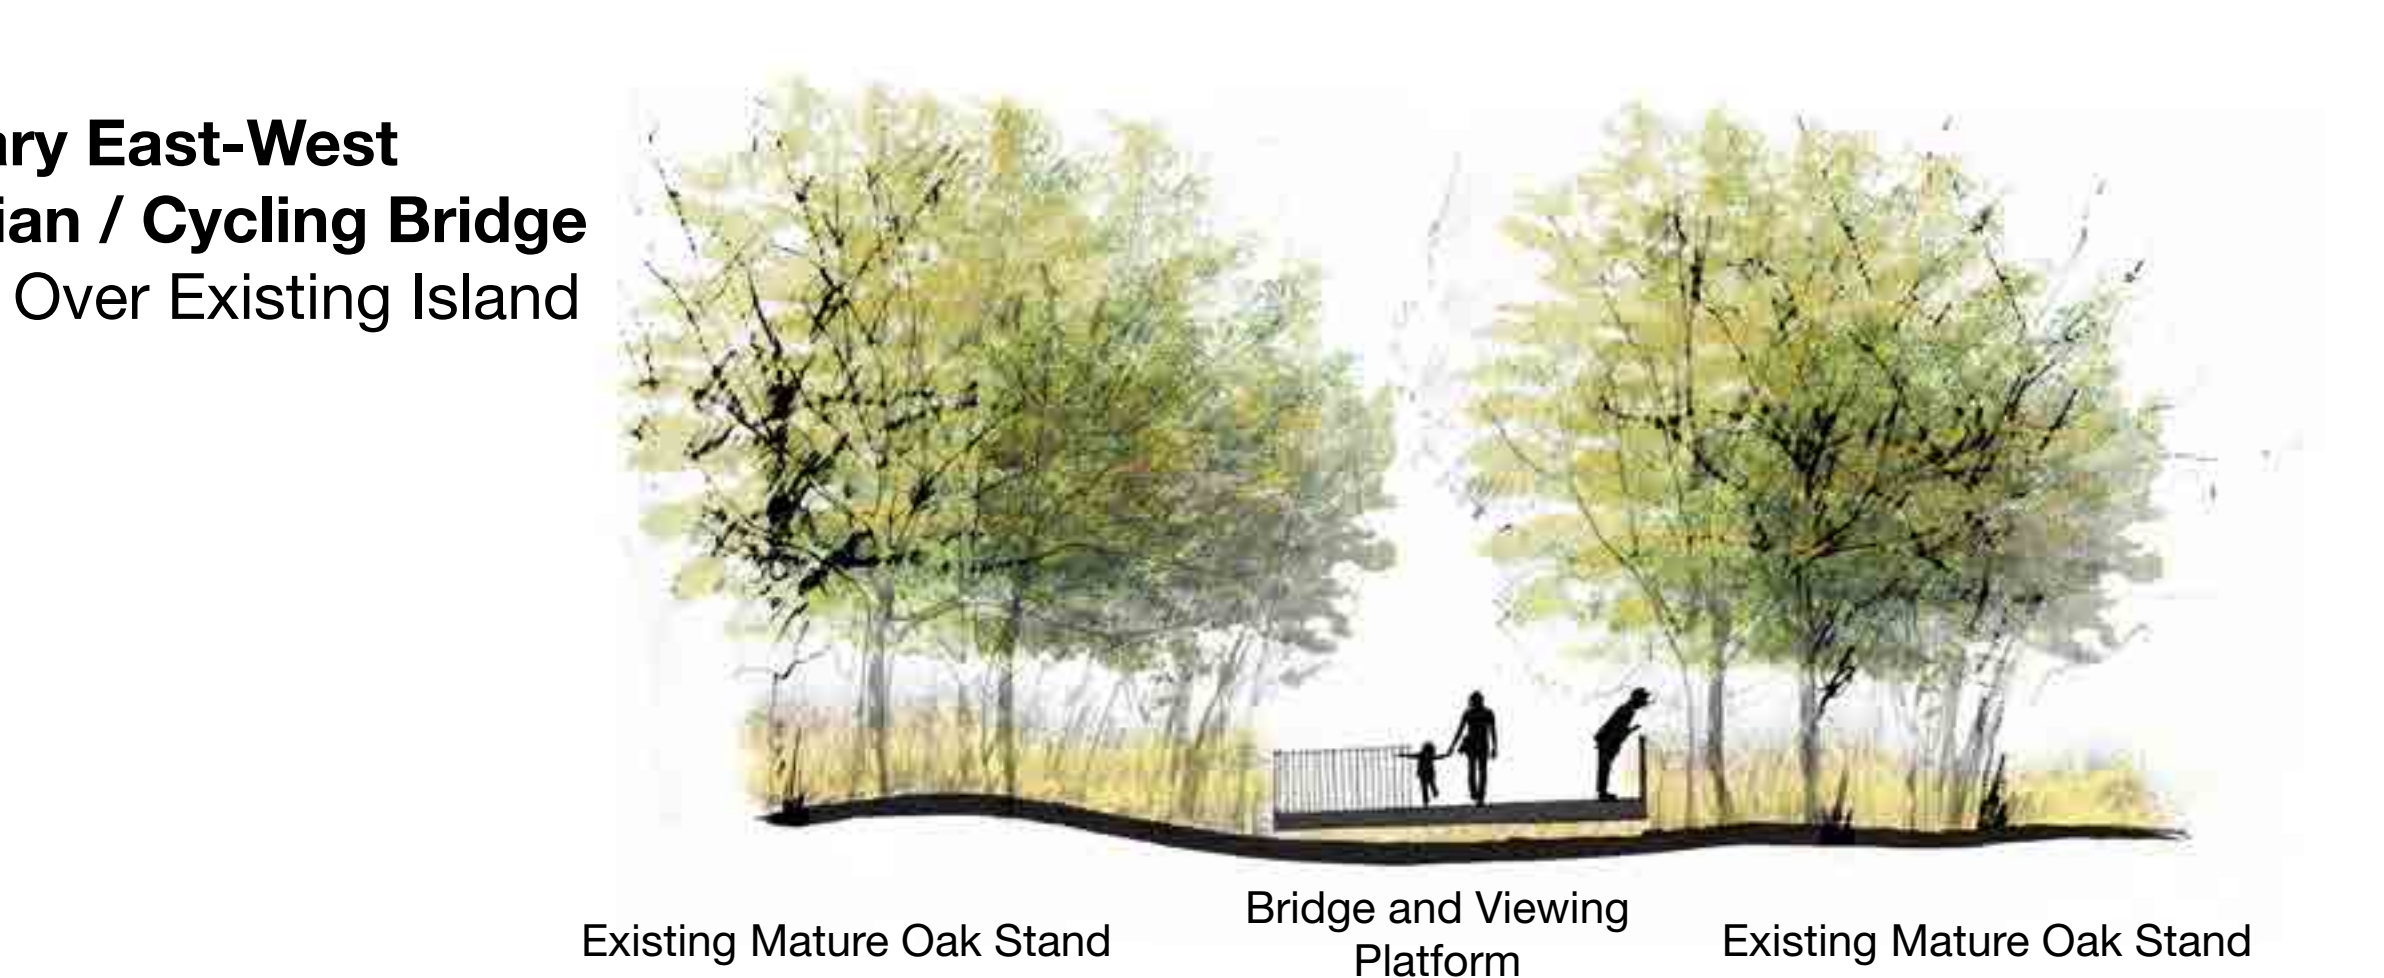 ary East-West
ian / Cycling Bridge
Over Existing Island
Existing Mature Oak Stand
Bridge and Viewing
Platform
Existing Mature Oak Stand